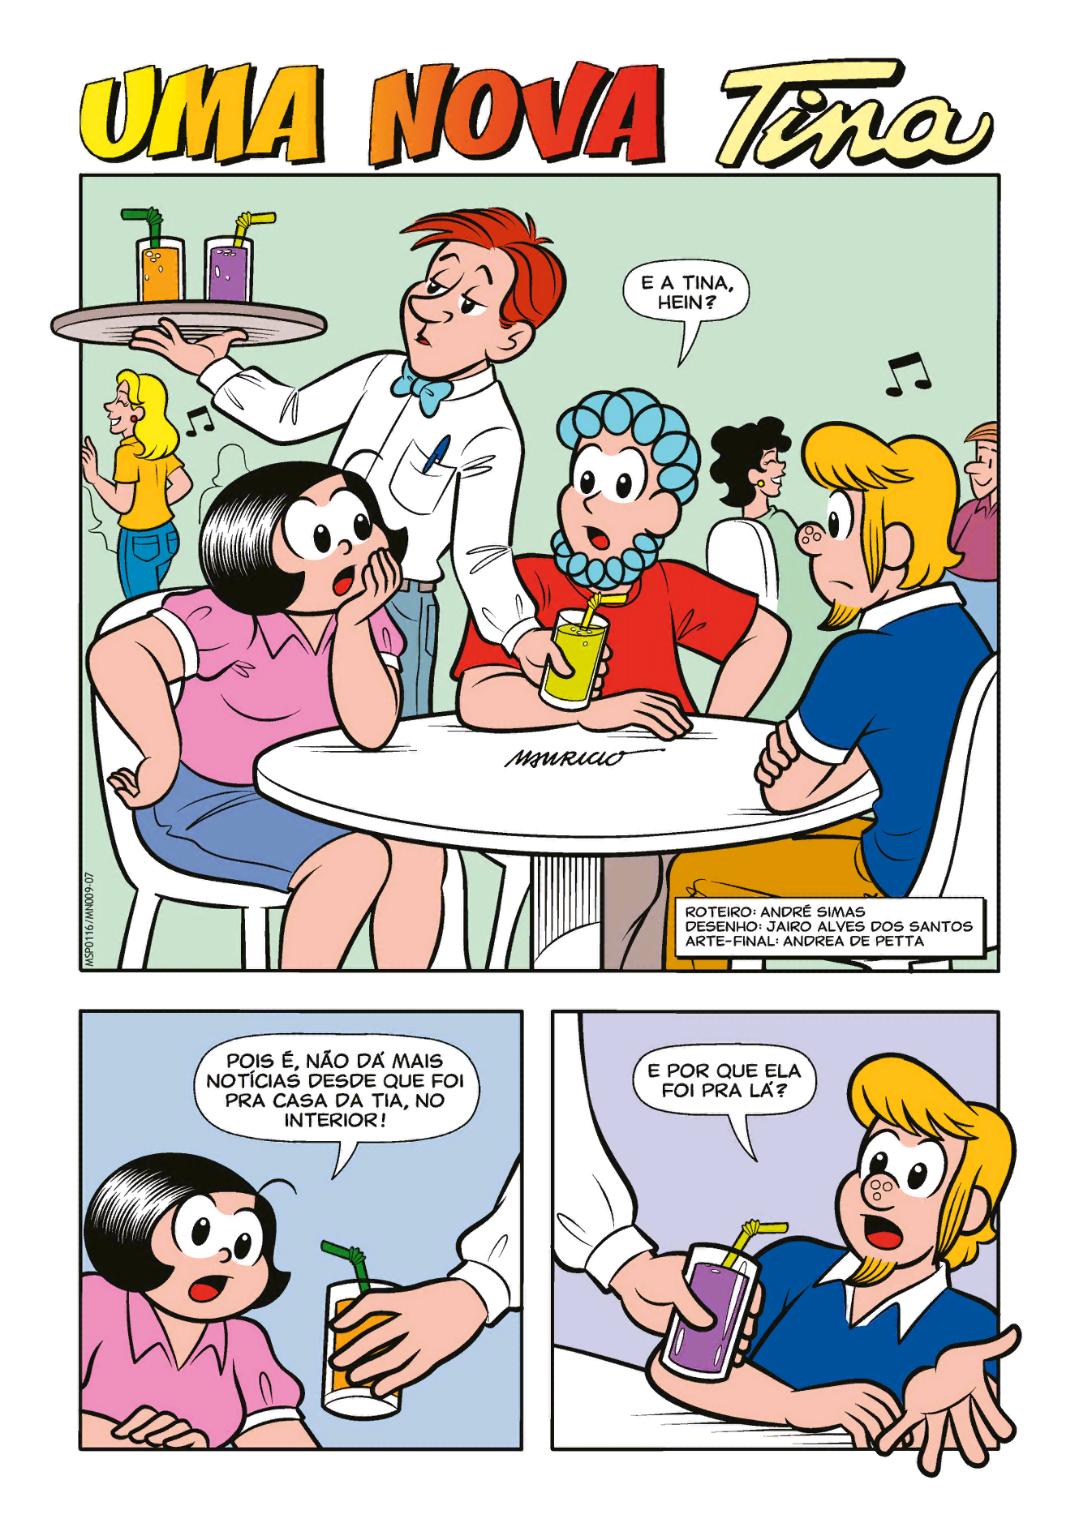 UMA NOVA Tina
E A TINA,
HEIN?
MAURICIO
MSP0116/MN009-07
ROTEIRO: ANDRÉ SIMAS
DESENHO: JAIRO ALVES DOS SANTOS
ARTE-FINAL: ANDREA DE PETTA
POIS É, NÃO DÁ MAIS
NOTÍCIAS DESDE QUE FOI
PRA CASA DA TIA, NO
INTERIOR!
E POR QUE ELA
FOI PRA LÁ?